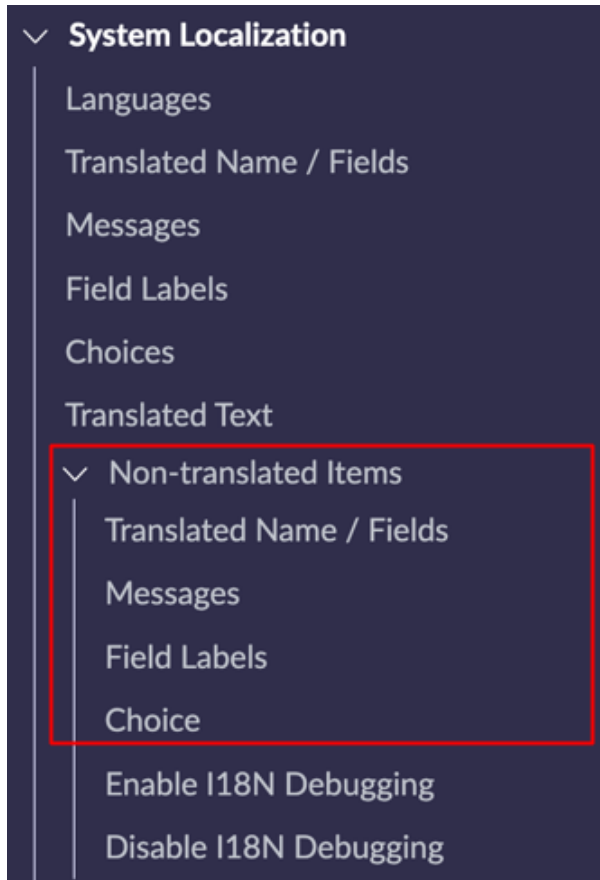 System Localization
Languages
Translated Name / Fields
Messages
Field Labels
Choices
Translated Text
Non-translated Items
Translated Name / Fields
Messages
Field Labels
Choice
Enable I18N Debugging
Disable I18N Debugging